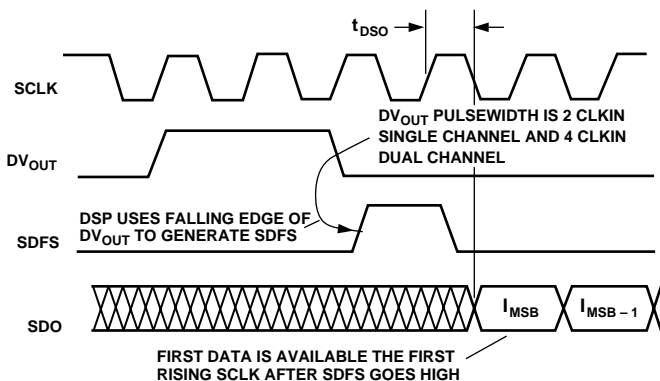 tDSO
SCLK
DVOUT PULSEWIDTH IS 2 CLKIN
SINGLE CHANNEL AND 4 CLKIN
DUAL CHANNEL
DVOUT
DSP USES FALLING EDGE OF
DVOUT TO GENERATE SDFS
SDFS
SDO
IMSB
IMSB – 1
FIRST DATA IS AVAILABLE THE FIRST
RISING SCLK AFTER SDFS GOES HIGH